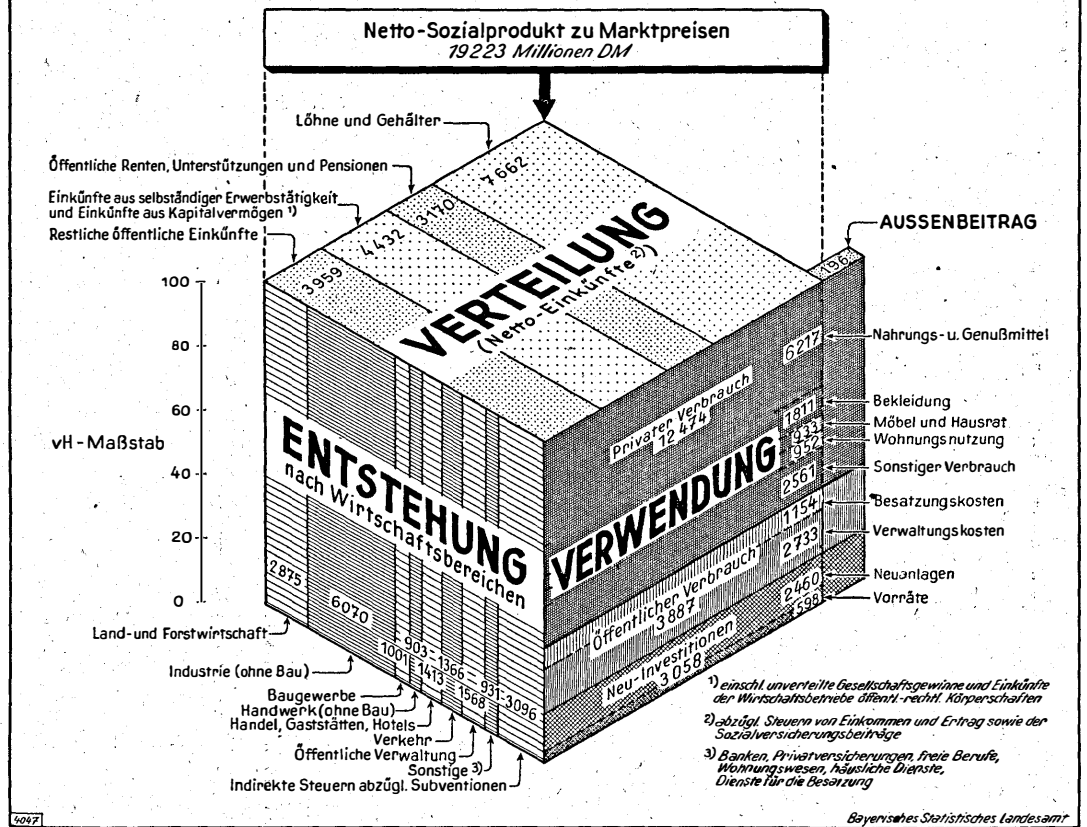 Netto-Sozialprodukt zu Marktpreisen
19223 Millionen DM
Löhne und Gehälter
Öffentliche Renten, Unterstützungen und Pensionen
Einkünfte aus selbständiger Erwerbstätigkeit
und Einkünfte aus Kapitalvermögen 1)
Restliche öffentliche Einkünfte
7662
3170
4432
3959
VERTEILUNG
(Netto-Einkünfte 2))
AUSSENBEITRAG
196
vH-Maßstab
100
80
60
40
20
0
ENTSTEHUNG
nach Wirtschaftsbereichen
2875
6070
903-1366-931-3096
1001 1413 1568
VERWENDUNG
Privater Verbrauch
12 474
6217
1811
933
952
2561
Öffentlicher Verbrauch
3 887
1154
2733
Neu-Investitionen
3 058
2460
598
Nahrungs- u. Genußmittel
Bekleidung
Möbel und Hausrat
Wohnungsnutzung
Sonstiger Verbrauch
Besatzungskosten
Verwaltungskosten
Neuanlagen
Vorräte
Land- und Forstwirtschaft
Industrie (ohne Bau)
Baugewerbe
Handwerk (ohne Bau)
Handel, Gaststätten, Hotels
Verkehr
Öffentliche Verwaltung
Sonstige 3)
Indirekte Steuern abzügl. Subventionen
1) einschl. unverteilte Gesellschaftsgewinne und Einkünfte
der Wirtschaftsbetriebe öffentl.-rechtl. Körperschaften
2) abzügl. Steuern von Einkommen und Ertrag sowie der
Sozialversicherungsbeiträge
3) Banken, Privatversicherungen, freie Berufe,
Wohnungswesen, häusliche Dienste,
Dienste für die Besatzung
4047
Bayerisches Statistisches Landesamt